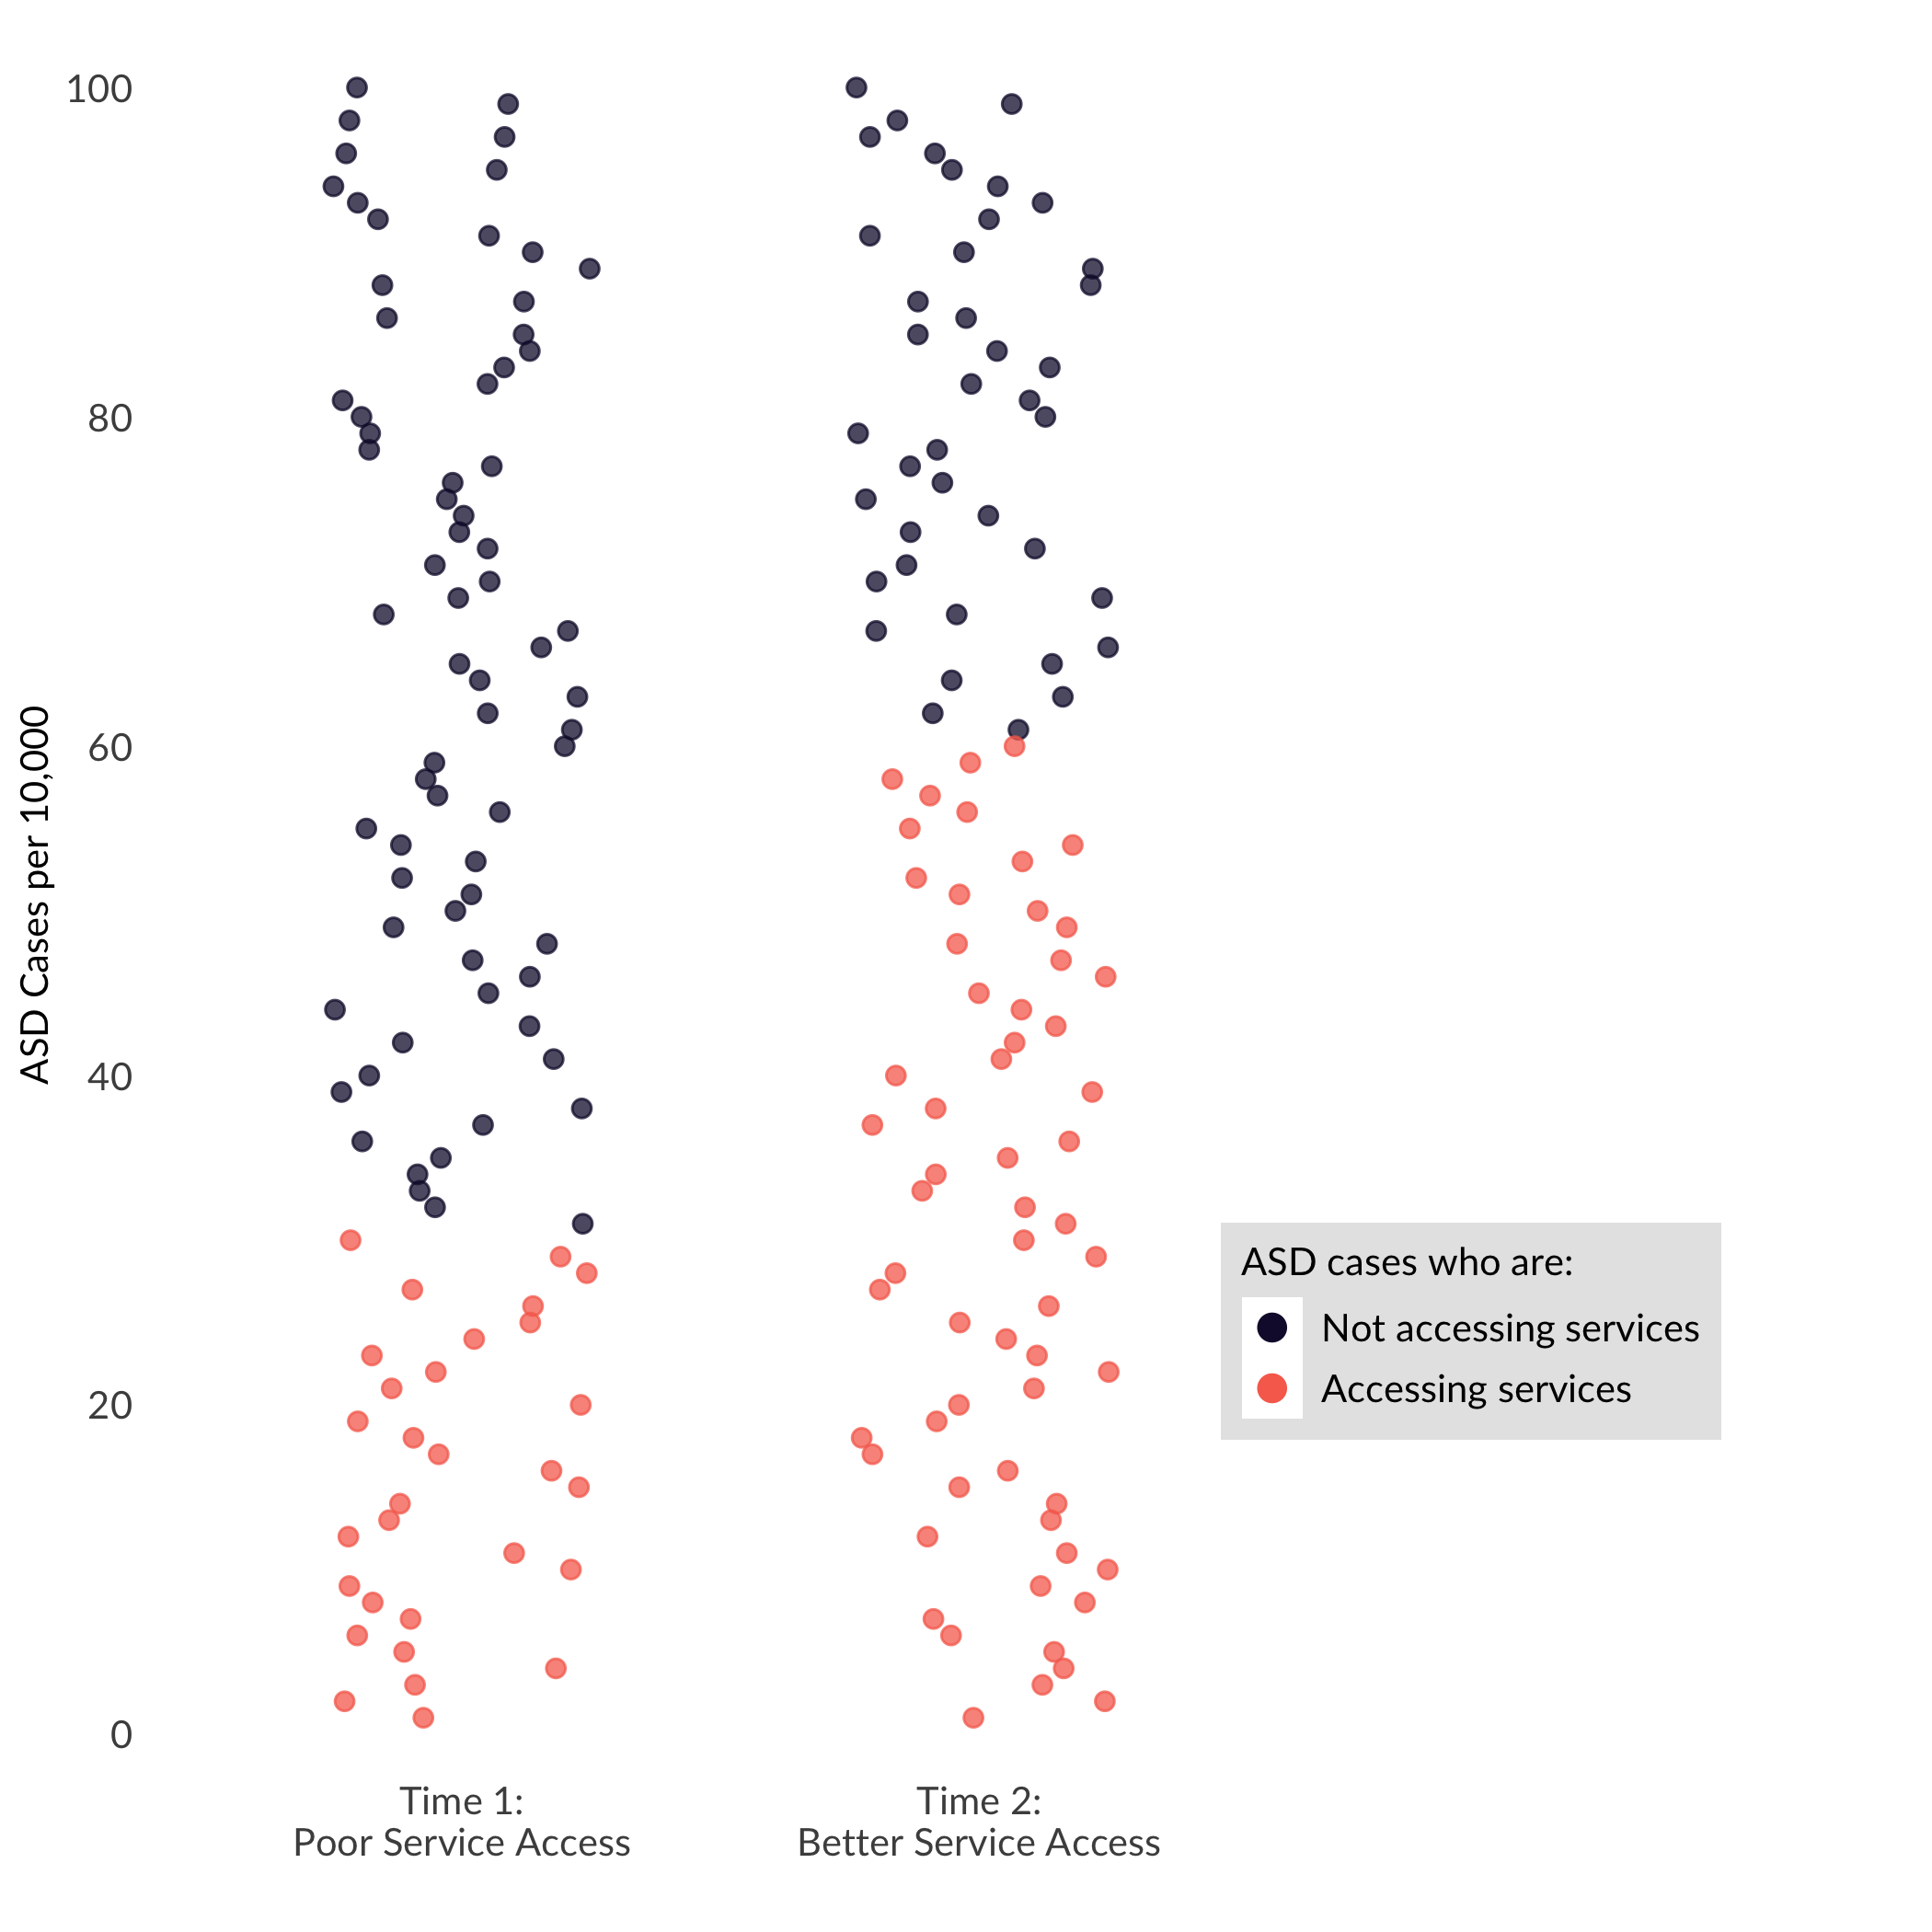 100
80
60
40
20
0
ASD Cases per 10,000
Time 1:
Poor Service Access
Time 2:
Better Service Access
ASD cases who are:
Not accessing services
Accessing services